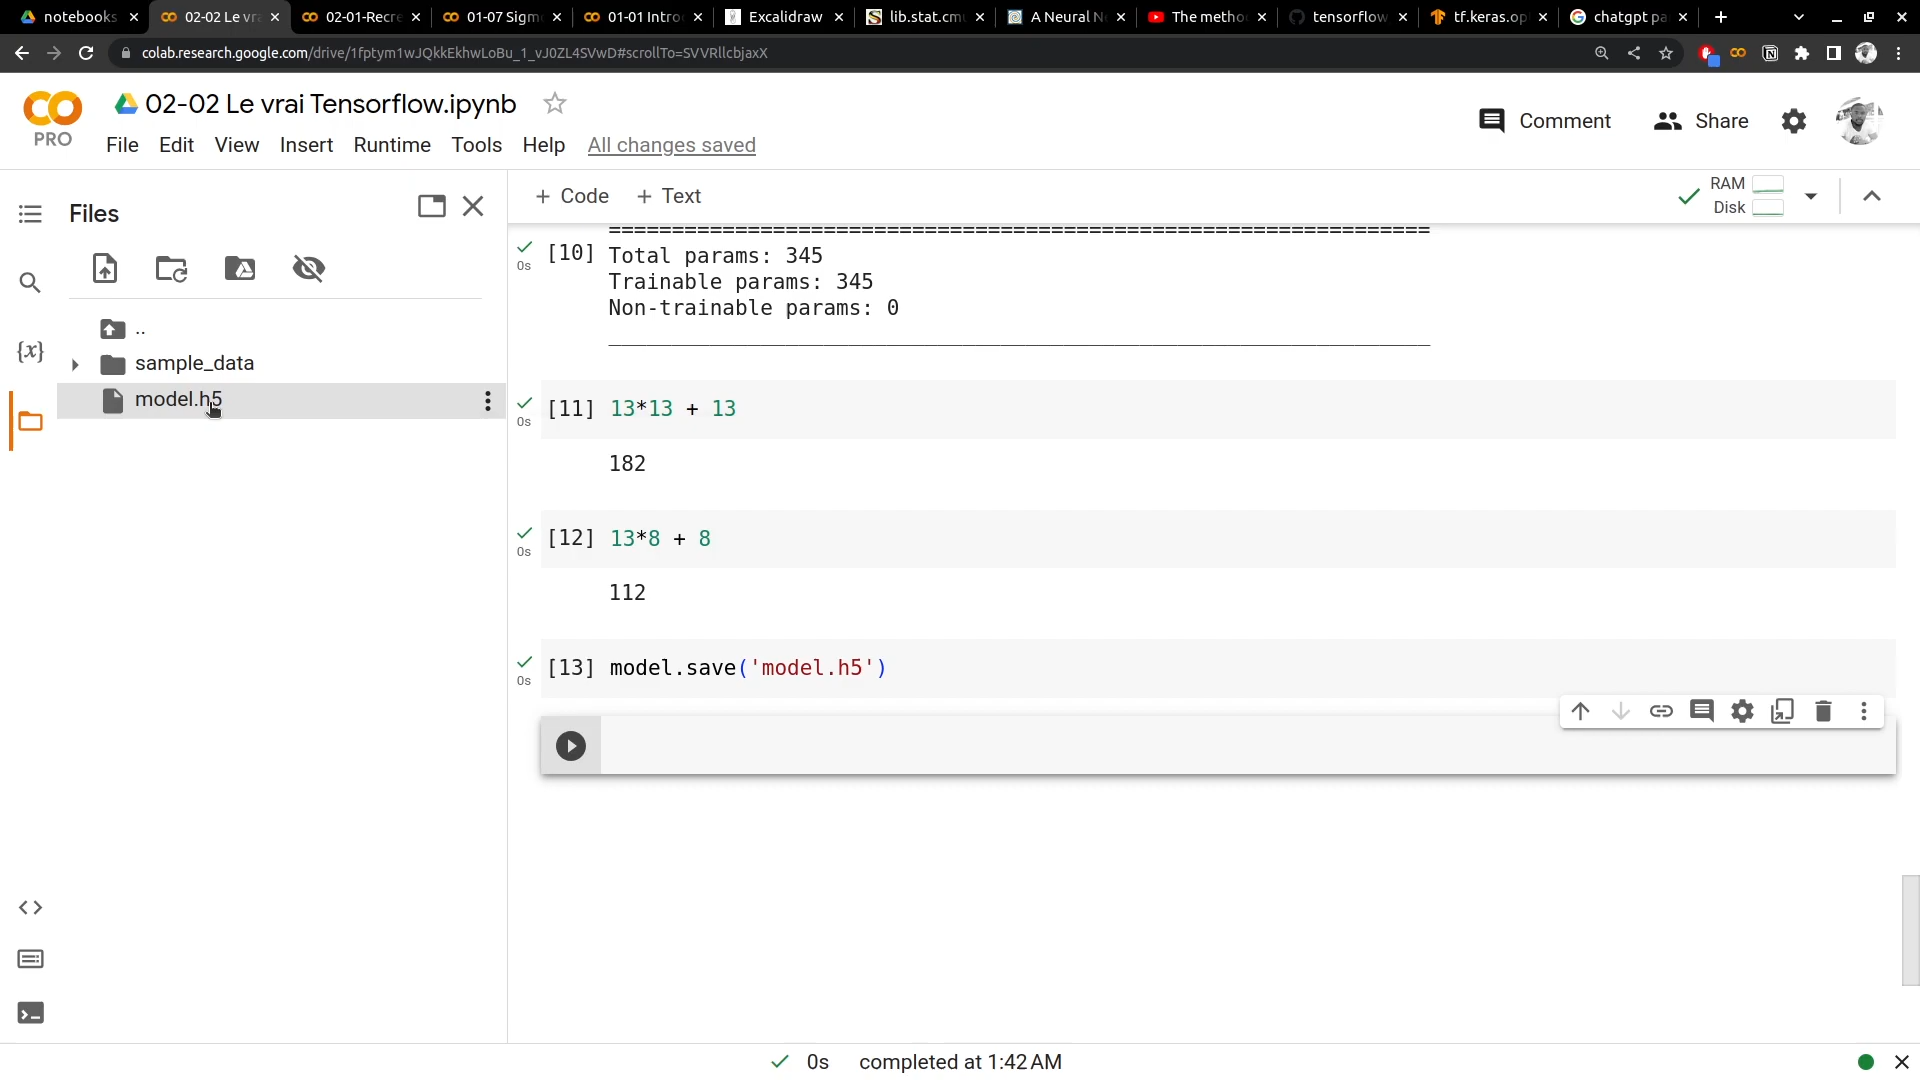 notebooks
02-02 Le vr
02-01-Recre
01-07 Sigm
01-01 Intro
Excalidraw
lib.stat.cmu
A Neural N
The metho
tensorflow
tf.keras.op
chatgpt pa
colab.research.google.com/drive/1fptym1wJQkkEkhwLoBu_1_vJ0ZL4SVwD#scrollTo=SVVRllcbjaxX
PRO
02-02 Le vrai Tensorflow.ipynb
File Edit View Insert Runtime Tools Help All changes saved
Comment
Share
Files
+ Code + Text
RAM
Disk
{x}
..
sample_data
model.h5
[10] Total params: 345
0s
Trainable params: 345
Non-trainable params: 0
[11] 13*13 + 13
0s
182
[12] 13*8 + 8
0s
112
[13] model.save('model.h5')
0s
0s completed at 1:42 AM